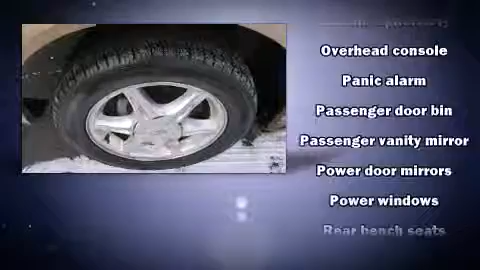 Overhead console
Panic alarm
Passenger door bin
Passenger vanity mirror
Power door mirrors
Power windows
Rear bench seats